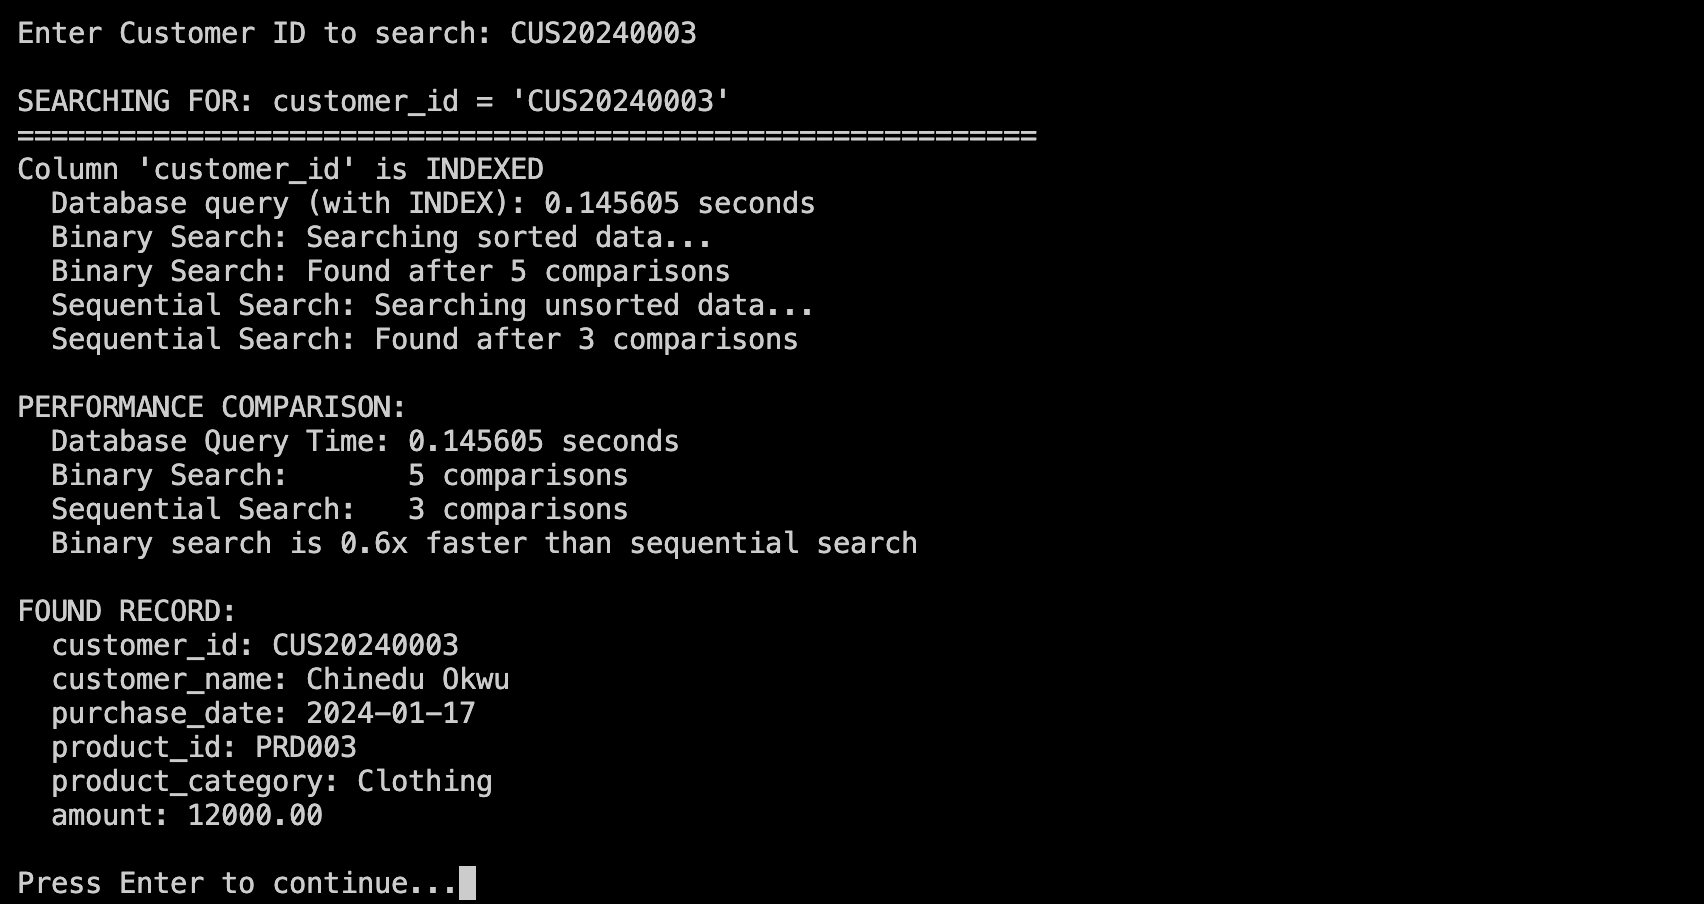 Enter Customer ID to search: CUS20240003
SEARCHING FOR: customer_id = 'CUS20240003'
============================================================
Column 'customer_id' is INDEXED
  Database query (with INDEX): 0.145605 seconds
  Binary Search: Searching sorted data...
  Binary Search: Found after 5 comparisons
  Sequential Search: Searching unsorted data...
  Sequential Search: Found after 3 comparisons
PERFORMANCE COMPARISON:
  Database Query Time: 0.145605 seconds
  Binary Search:       5 comparisons
  Sequential Search:   3 comparisons
  Binary search is 0.6x faster than sequential search
FOUND RECORD:
  customer_id: CUS20240003
  customer_name: Chinedu Okwu
  purchase_date: 2024-01-17
  product_id: PRD003
  product_category: Clothing
  amount: 12000.00
Press Enter to continue...